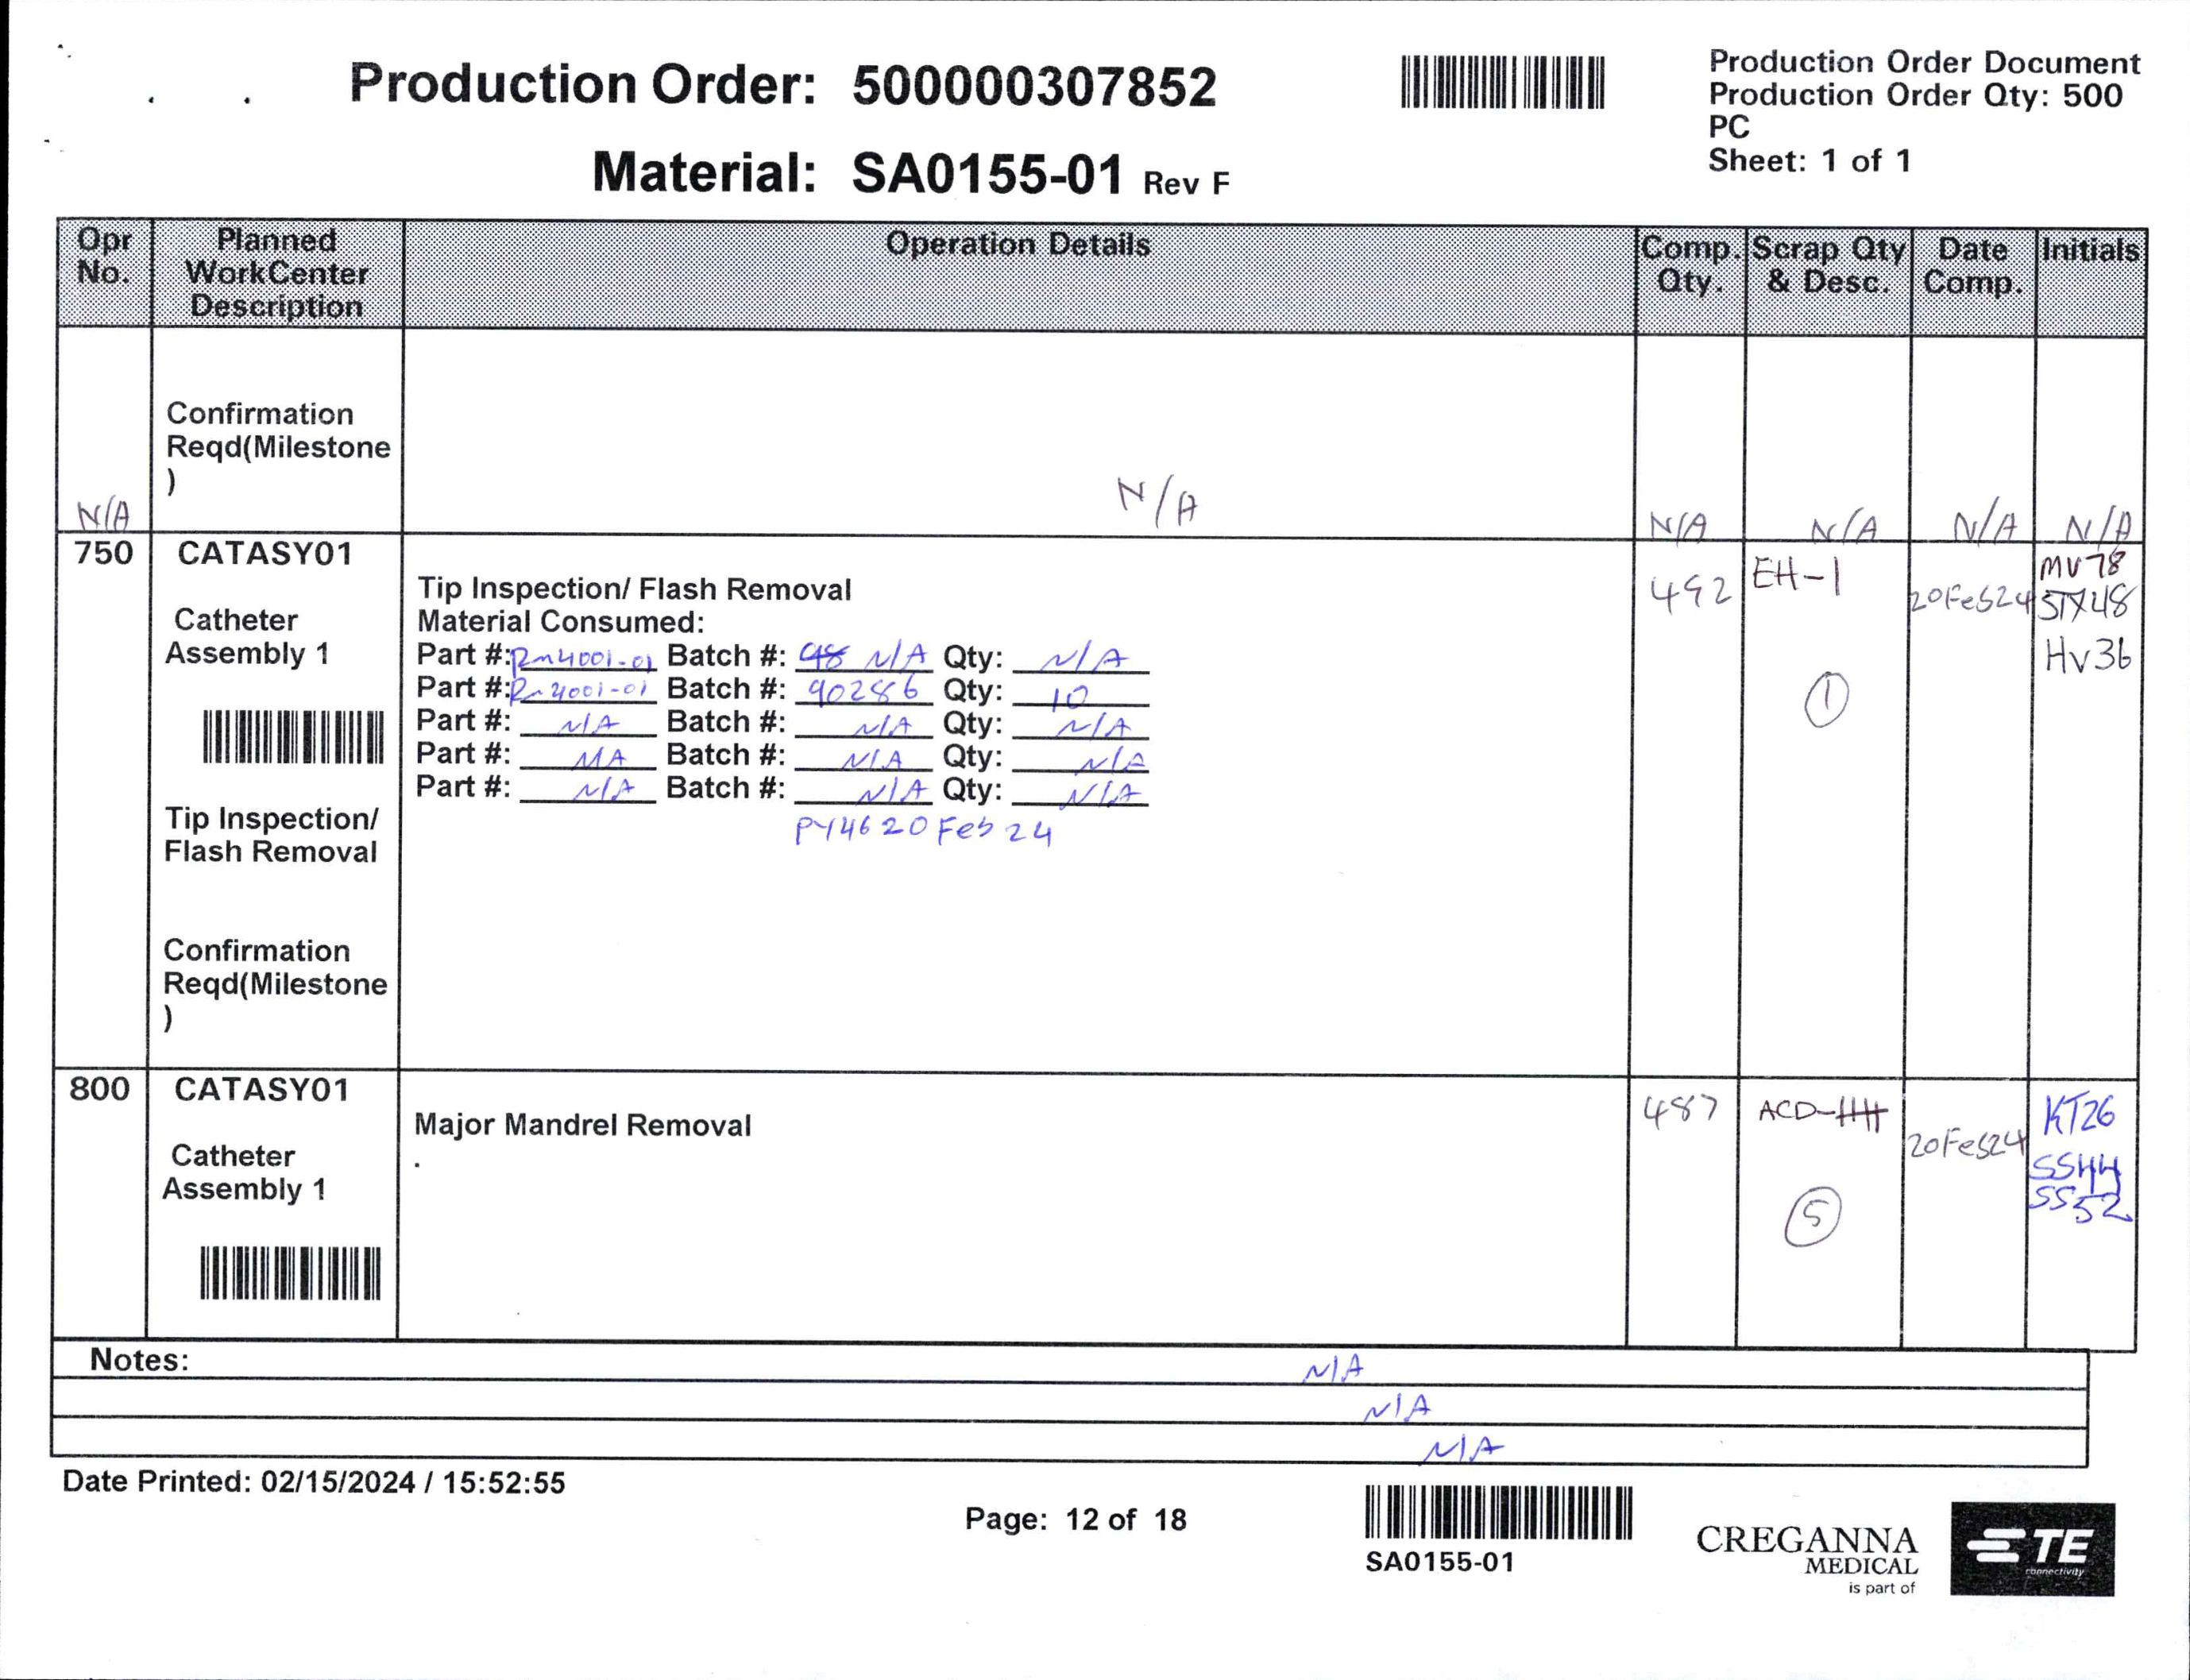 Production Order: 500000307852
Material: SA0155-01 Rev F
Production Order Document
Production Order Qty: 500
PC
Sheet: 1 of 1
Opr No. Planned WorkCenter Description Operation Details Comp. Qty. Scrap Qty & Desc. Date Comp. Initials
Confirmation
Reqd(Milestone
)
N/A N/A N/A N/A N/A N/A
750 CATASY01
Catheter
Assembly 1
Tip Inspection/
Flash Removal
Confirmation
Reqd(Milestone
)
Tip Inspection/ Flash Removal
Material Consumed:
Part #: Rm4001-01 Batch #: N/A Qty: N/A
Part #: Rm4001-01 Batch #: 90286 Qty: 10
Part #: N/A Batch #: N/A Qty: N/A
Part #: N/A Batch #: N/A Qty: N/A
Part #: N/A Batch #: N/A Qty: N/A
PY46 20Feb24
492
EH-1
1
20Feb24
MV78
STX48
HV36
800 CATASY01
Catheter
Assembly 1
Major Mandrel Removal
.
487
ACD-
5
20Feb24
KT26
SS44
SS52
Notes: N/A
N/A
N/A
Date Printed: 02/15/2024 / 15:52:55
Page: 12 of 18
SA0155-01
CREGANNA
MEDICAL
is part of
TE
connectivity